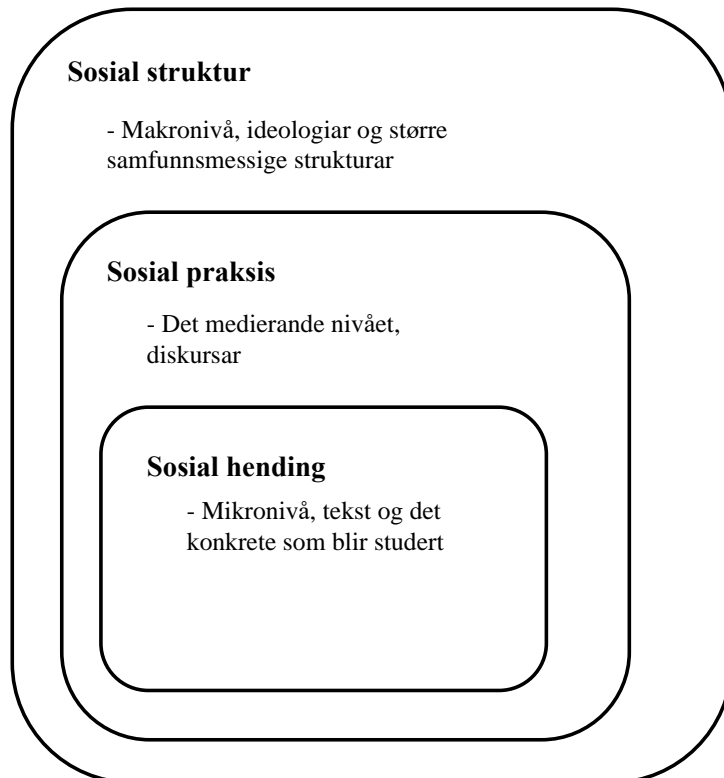 Sosial struktur
- Makronivå, ideologiar og større
samfunnsmessige strukturar
Sosial praksis
- Det medierande nivået,
diskursar
Sosial hending
- Mikronivå, tekst og det
konkrete som blir studert